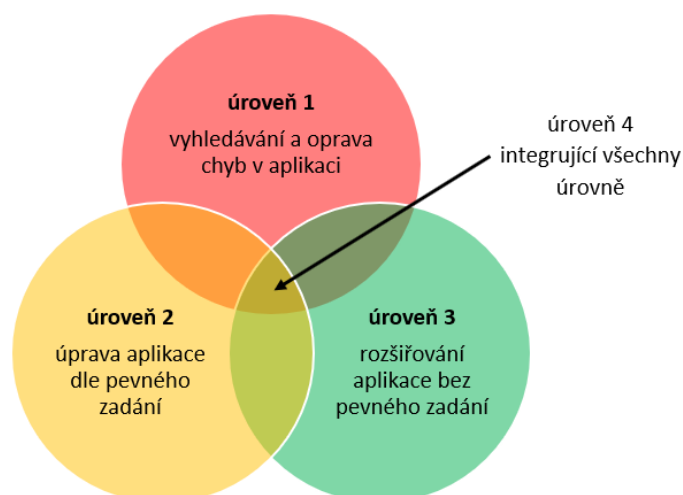 úroveň 1
vyhledávání a oprava
chyb v aplikaci
úroveň 4
integrující všechny
úrovně
úroveň 2
úprava aplikace
dle pevného
zadání
úroveň 3
rozšiřování
aplikace bez
pevného zadání